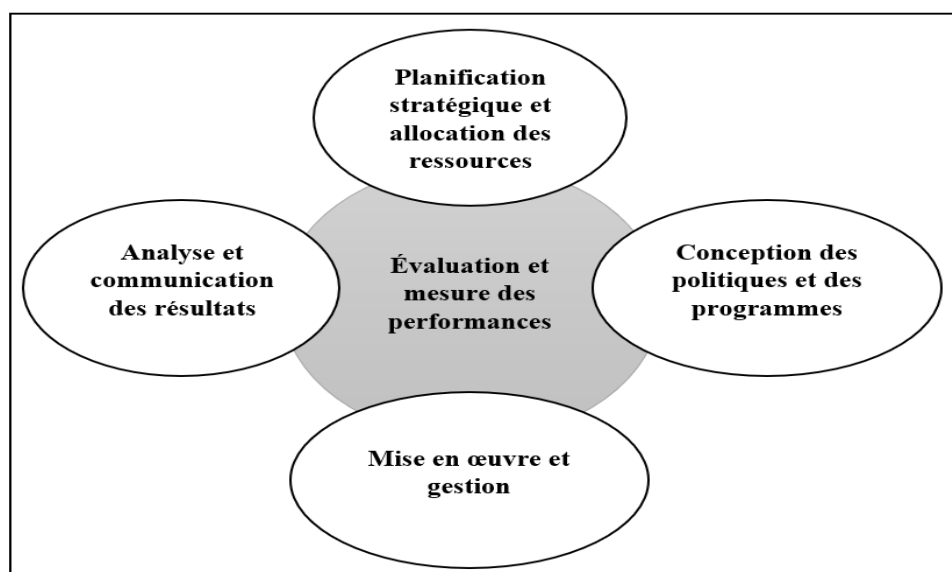 Planification
stratégique et
allocation des
ressources
Analyse et
communication
des résultats
Évaluation et
mesure des
performances
Conception des
politiques et des
programmes
Mise en œuvre et
gestion